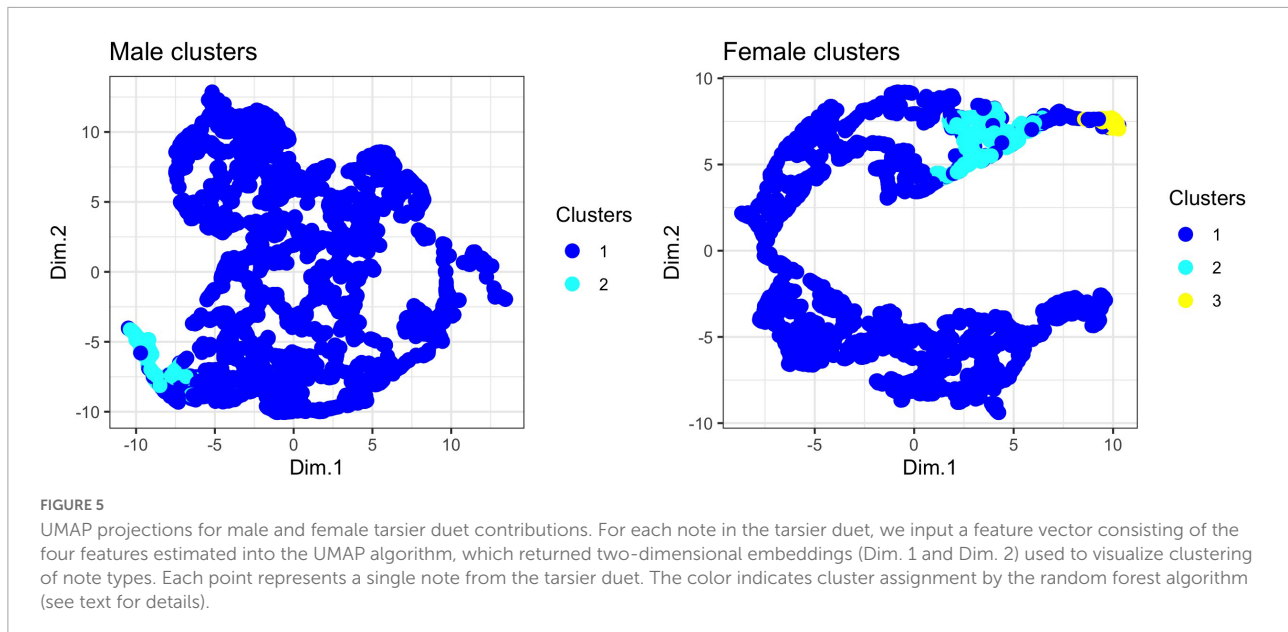 Male clusters
Dim.2
10
5
0
-5
-10
-10
-5
0
5
10
Dim.1
Clusters
1
2
Female clusters
Dim.2
10
5
0
-5
-10
-5
0
5
10
Dim.1
Clusters
1
2
3
FIGURE 5
UMAP projections for male and female tarsier duet contributions. For each note in the tarsier duet, we input a feature vector consisting of the
four features estimated into the UMAP algorithm, which returned two-dimensional embeddings (Dim. 1 and Dim. 2) used to visualize clustering
of note types. Each point represents a single note from the tarsier duet. The color indicates cluster assignment by the random forest algorithm
(see text for details).